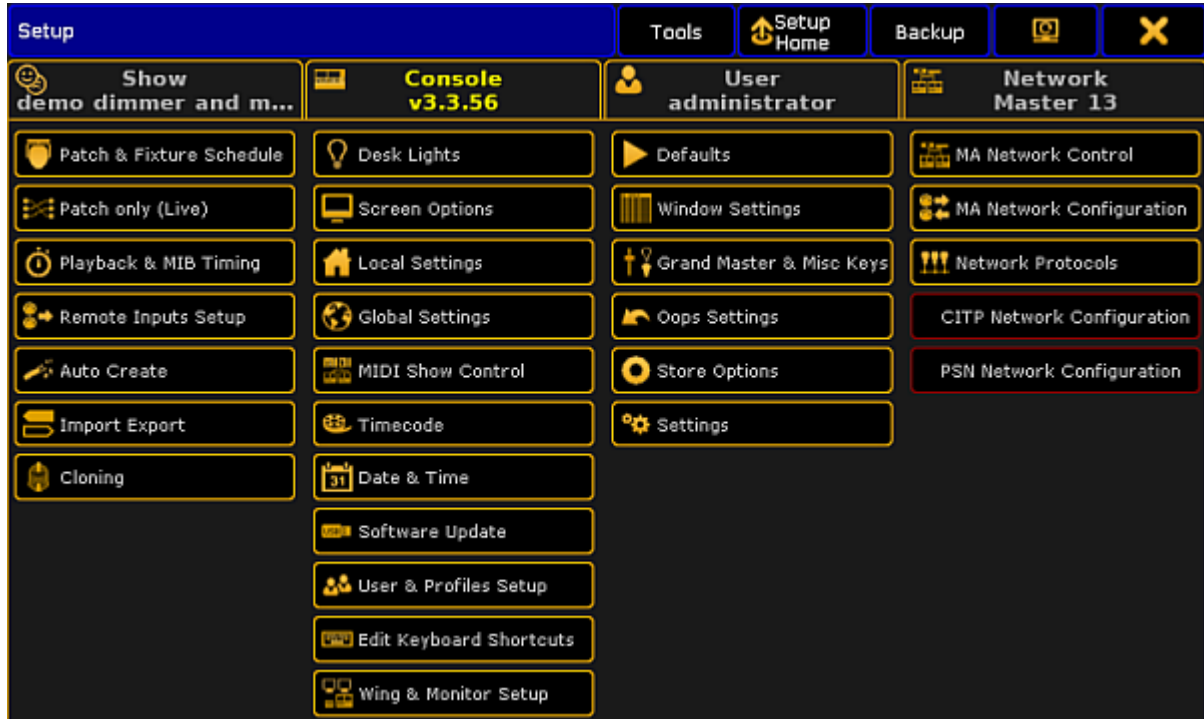 Setup
Tools
Setup
Home
Backup
Show
demo dimmer and m...
Console
v3.3.56
User
administrator
Network
Master 13
Patch & Fixture Schedule
Patch only (Live)
Playback & MIB Timing
Remote Inputs Setup
Auto Create
Import Export
Cloning
Desk Lights
Screen Options
Local Settings
Global Settings
MIDI Show Control
Timecode
31
Date & Time
Software Update
User & Profiles Setup
Edit Keyboard Shortcuts
Wing & Monitor Setup
Defaults
Window Settings
Grand Master & Misc Keys
Oops Settings
Store Options
Settings
MA Network Control
MA Network Configuration
Network Protocols
CITP Network Configuration
PSN Network Configuration